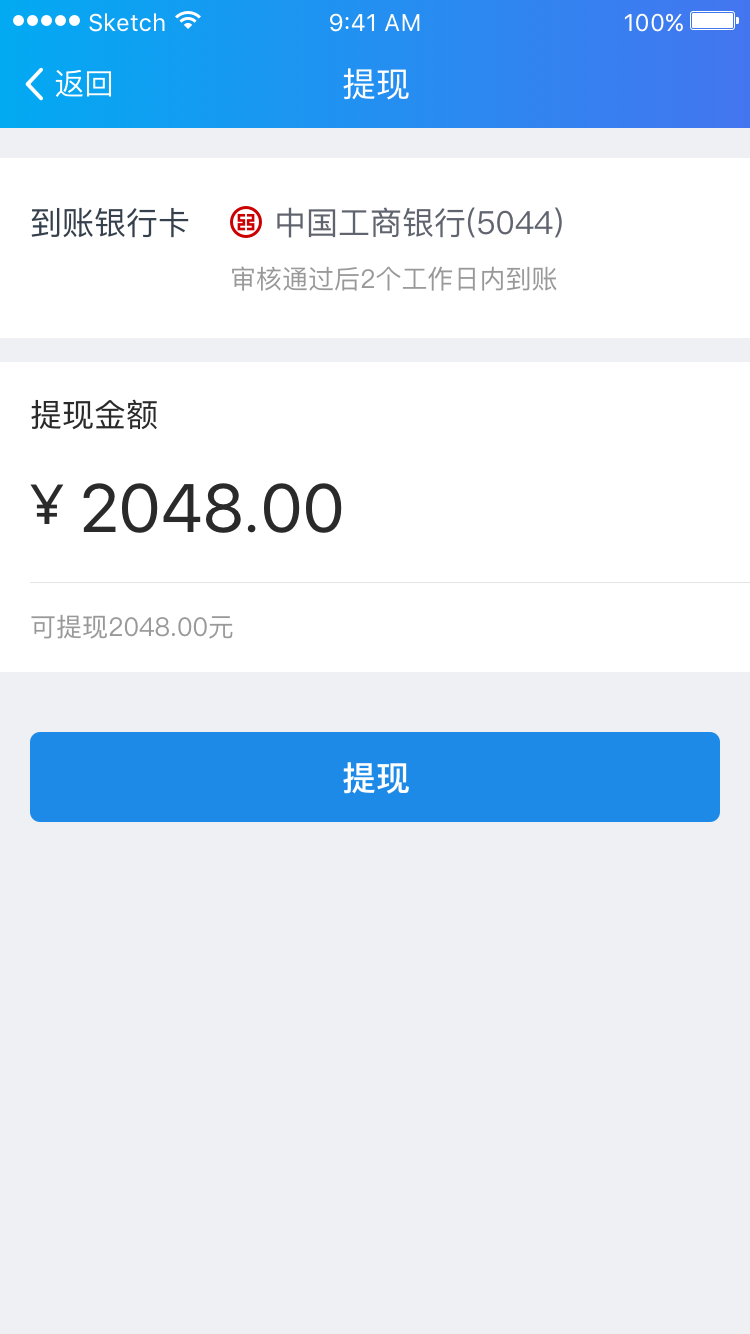 Sketch 9:41 AM 100%
返回 提现
到账银行卡 中国工商银行(5044)
审核通过后2个工作日内到账
提现金额
¥ 2048.00
可提现2048.00元
提现